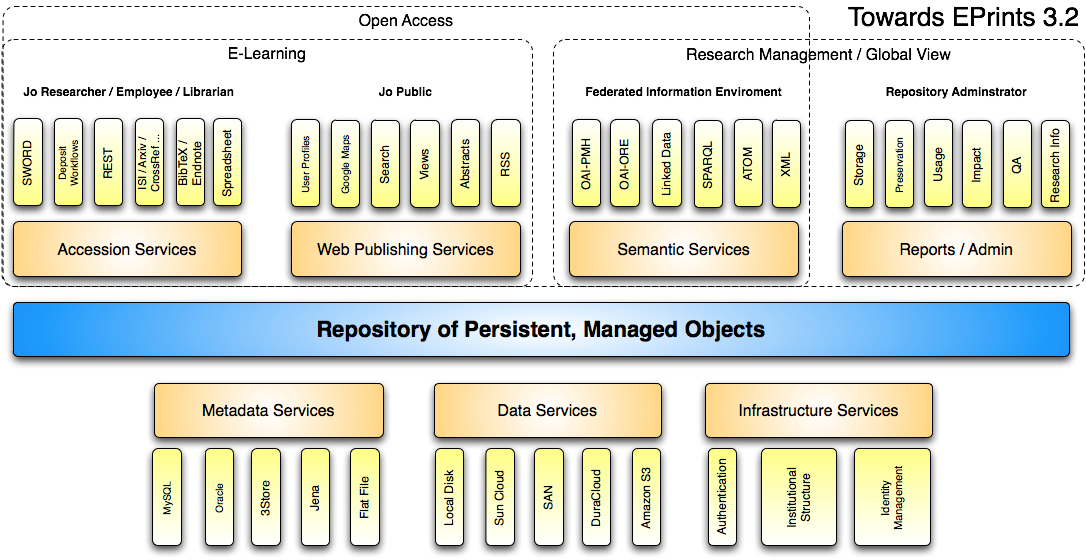 Towards EPrints 3.2
Open Access
E-Learning
Research Management / Global View
Jo Researcher / Employee / Librarian
Jo Public
Federated Information Enviroment
Repository Adminstrator
SWORD
Deposit
Workflows
REST
ISI / Arxiv /
CrossRef ...
BibTeX /
Endnote
Spreadsheet
User Profiles
Google Maps
Search
Views
Abstracts
RSS
OAI-PMH
OAI-ORE
Linked Data
SPARQL
ATOM
XML
Storage
Preservation
Usage
Impact
QA
Research Info
Accession Services
Web Publishing Services
Semantic Services
Reports / Admin
Repository of Persistent, Managed Objects
Metadata Services
Data Services
Infrastructure Services
MySQL
Oracle
3Store
Jena
Flat File
Local Disk
Sun Cloud
SAN
DuraCloud
Amazon S3
Authentication
Institutional
Structure
Identity
Management